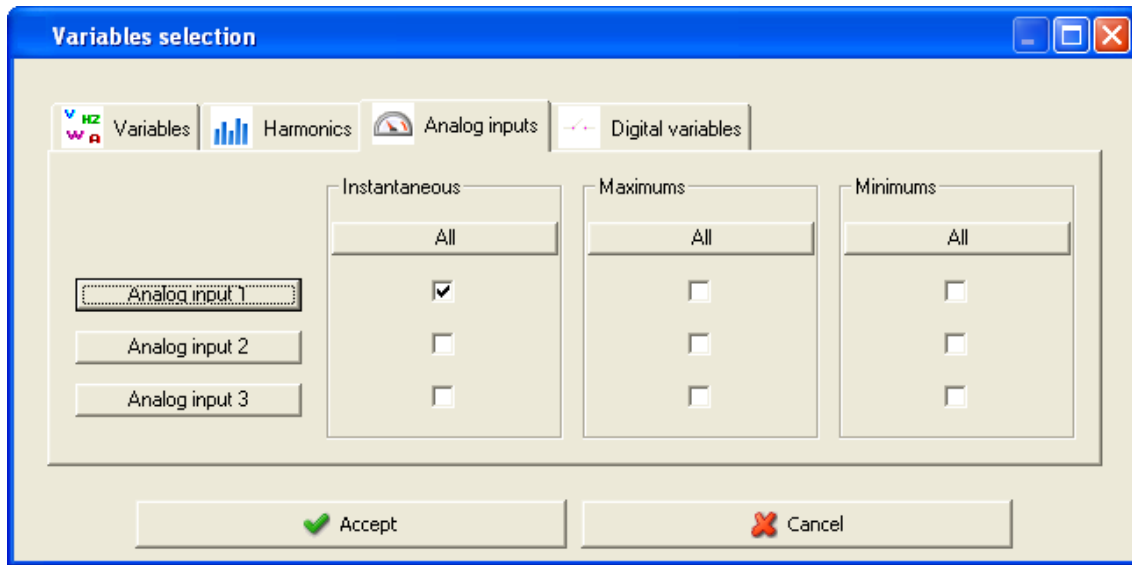 Variables selection
V HZ W A Variables Harmonics Analog inputs Digital variables
Instantaneous Maximums Minimums
All All All
Analog input 1
Analog input 2
Analog input 3
Accept Cancel